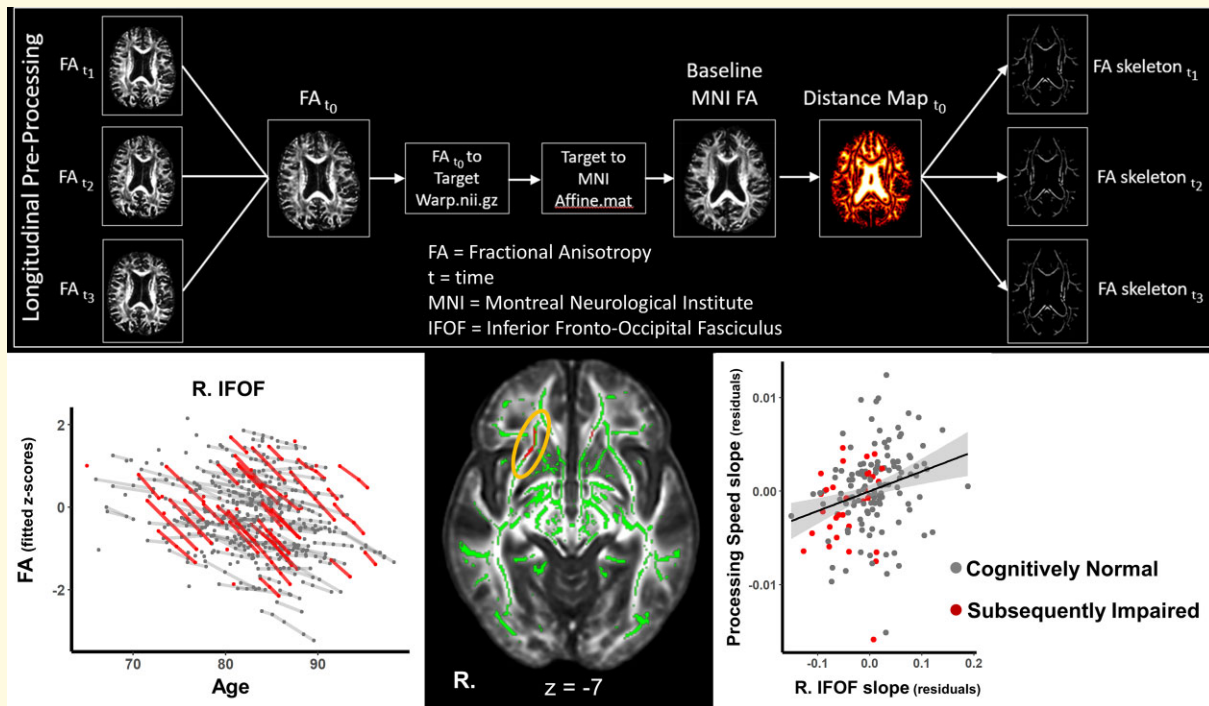 Longitudinal Pre-Processing
FA t1
FA t2
FA t3
FA t0
FA t0 to
Target
Warp.nii.gz
Target to
MNI
Affine.mat
Baseline
MNI FA
Distance Map t0
FA skeleton t1
FA skeleton t2
FA skeleton t3
FA = Fractional Anisotropy
t = time
MNI = Montreal Neurological Institute
IFOF = Inferior Fronto-Occipital Fasciculus
R. IFOF
FA (fitted z-scores)
2
0
-2
70
80
90
Age
R.
z = -7
Processing Speed slope (residuals)
0.01
0.00
-0.01
-0.1
0.0
0.1
0.2
R. IFOF slope (residuals)
Cognitively Normal
Subsequently Impaired